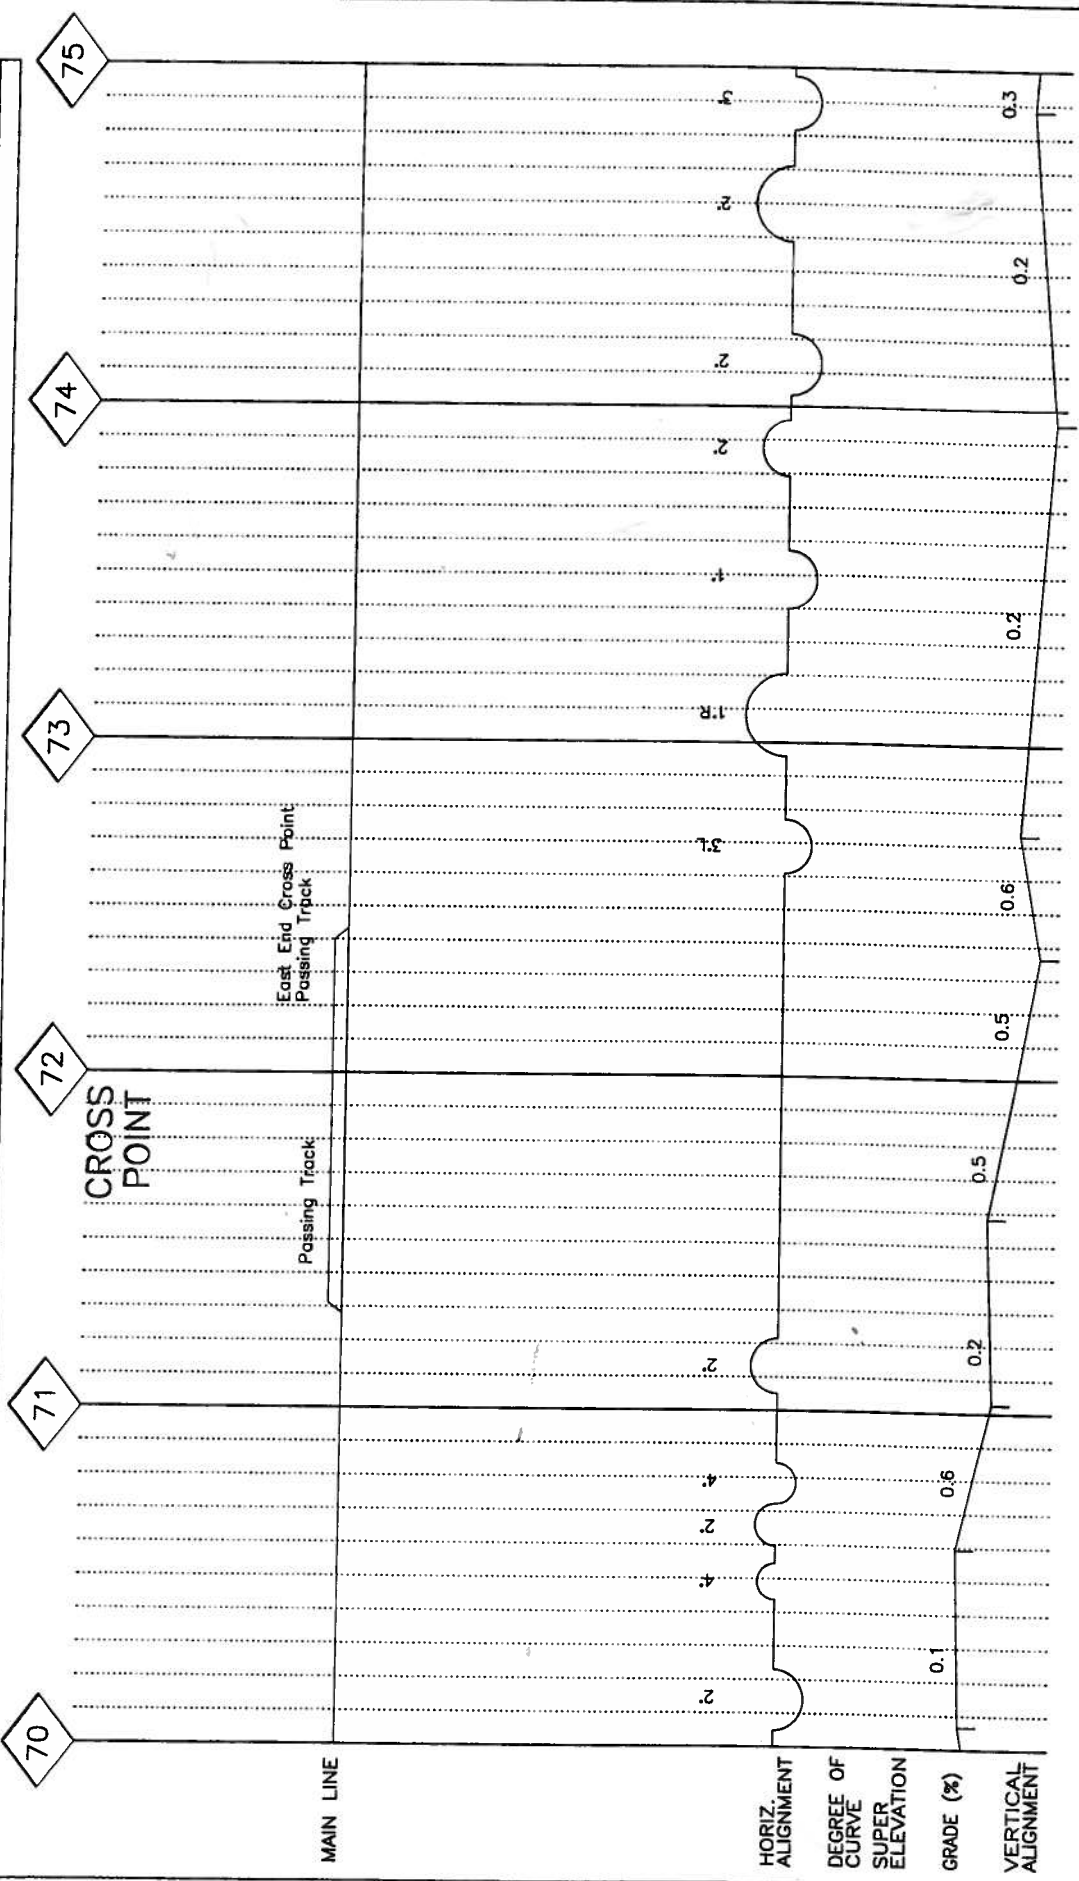 70
71
72
73
74
75
CROSS
POINT
MAIN LINE
Passing Track
East End Cross Point
Passing Track
HORIZ.
ALIGNMENT
2°
4°
2°
4°
2°
3°L
1°R
1°
2°
2°
2°
3°
DEGREE OF
CURVE
SUPER
ELEVATION
GRADE (%)
0.1
0.6
0.2
0.5
0.5
0.6
0.2
0.2
0.3
VERTICAL
ALIGNMENT